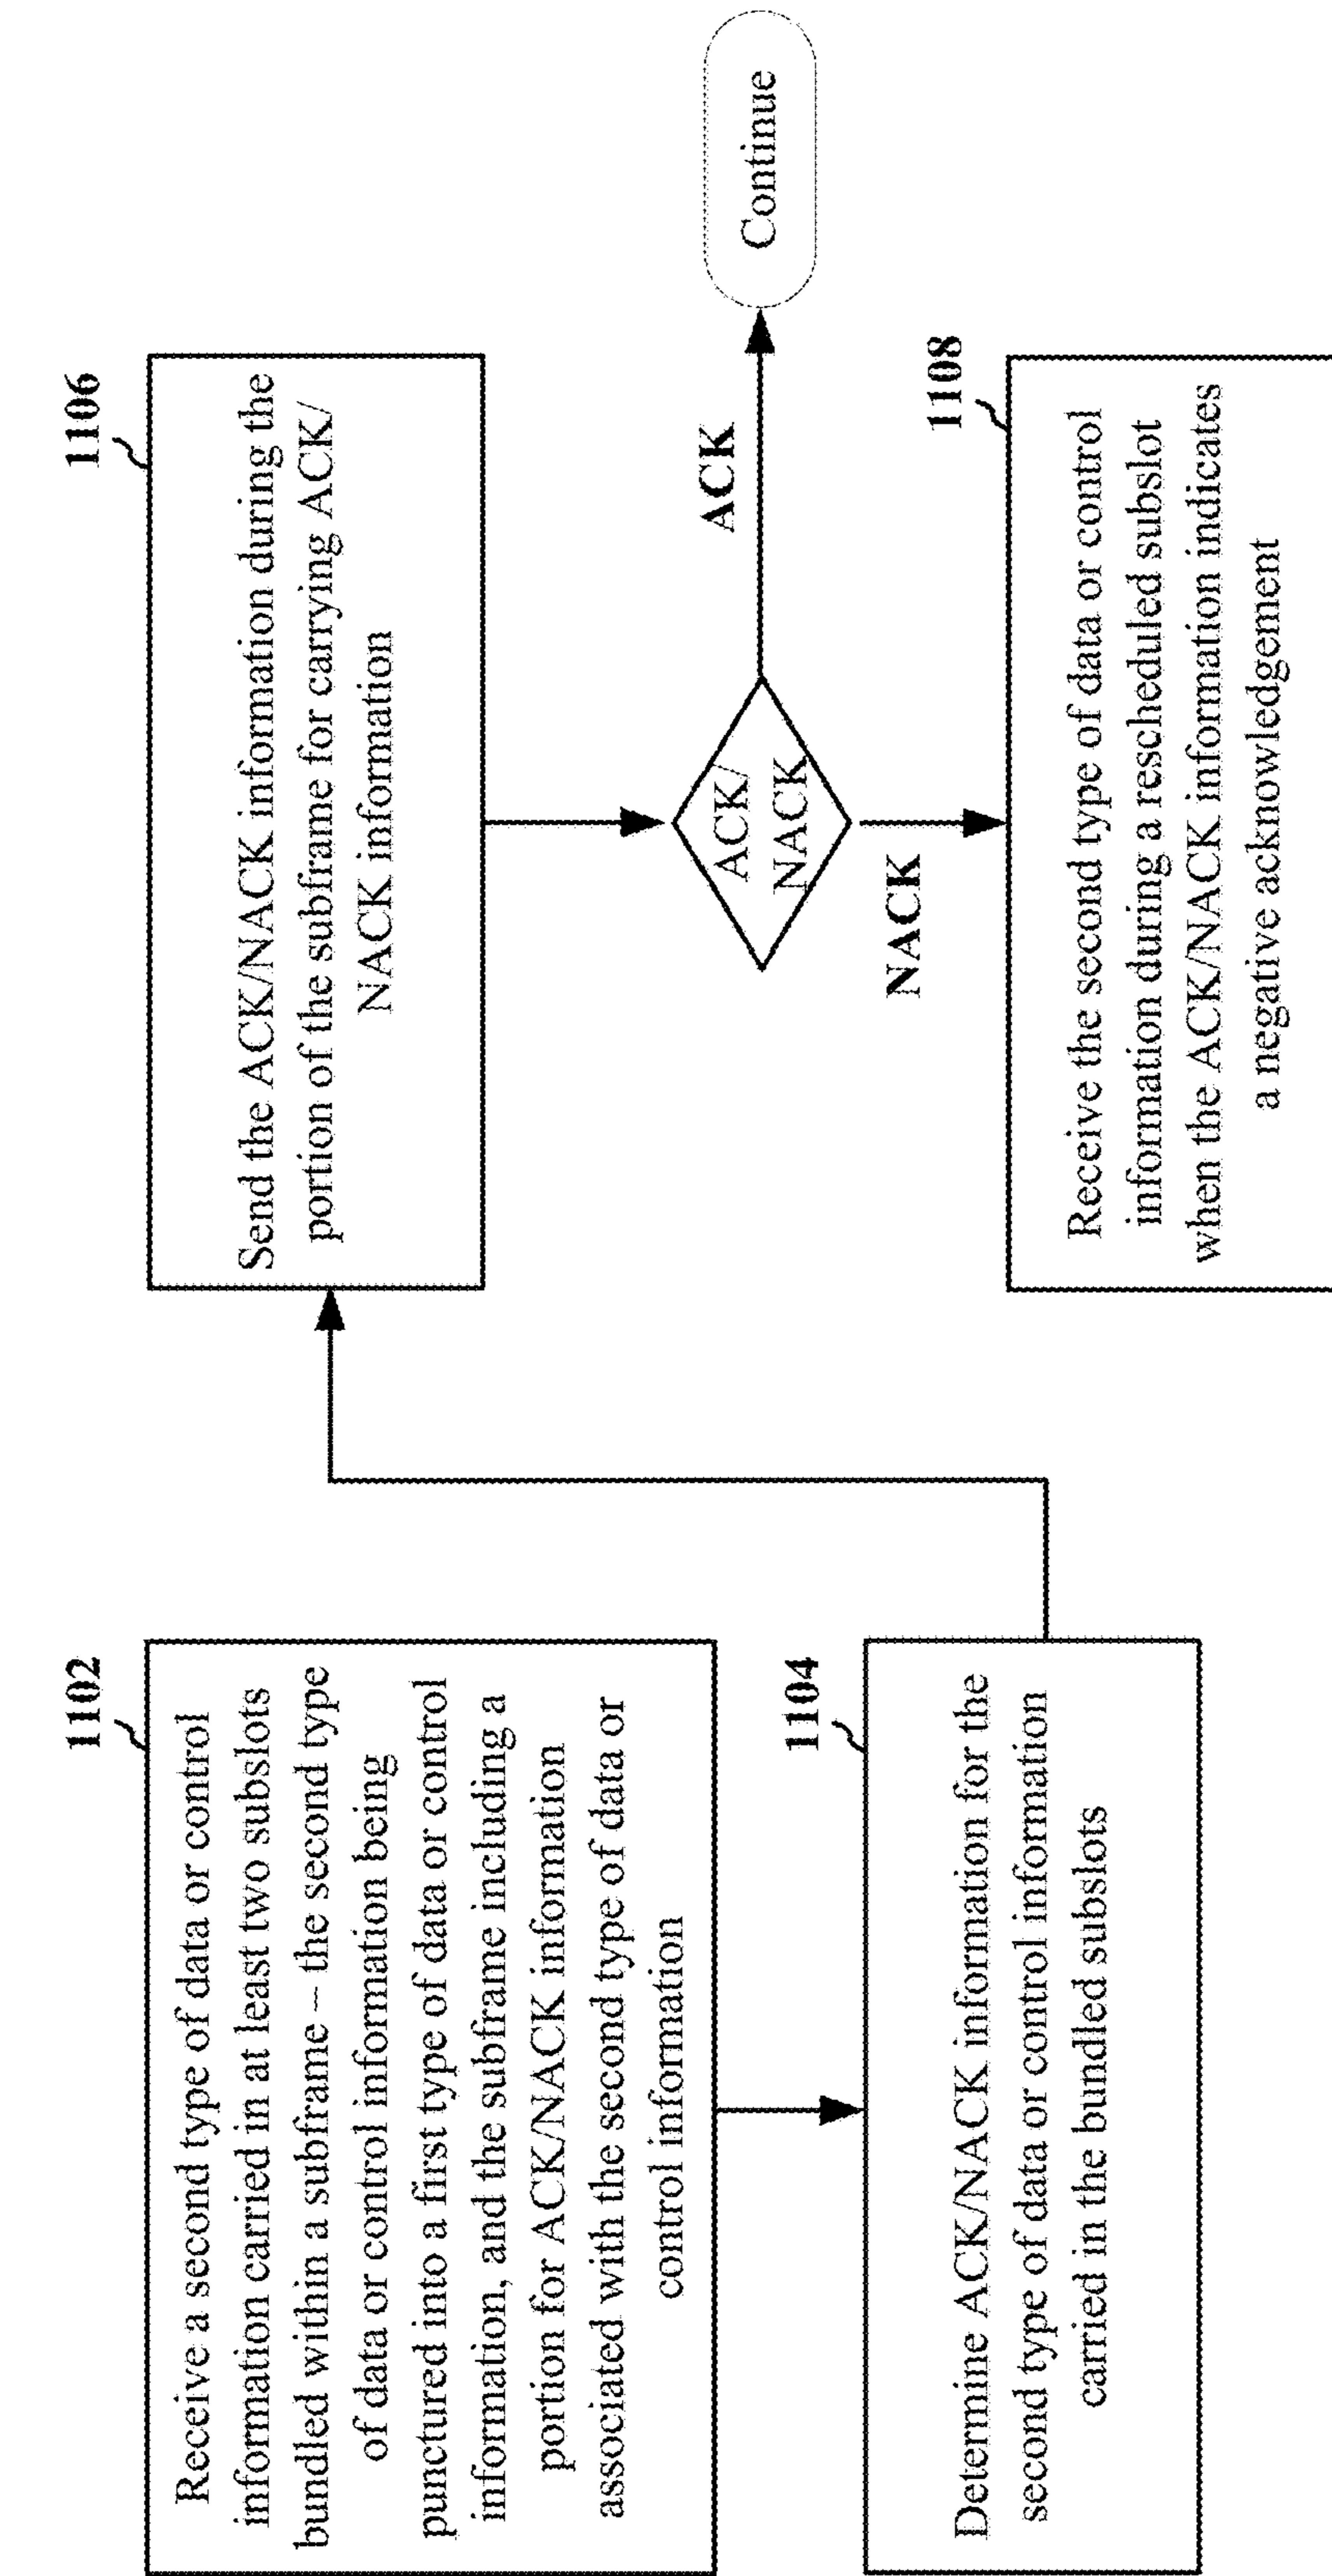 1102
Receive a second type of data or control
information carried in at least two subslots
bundled within a subframe – the second type
of data or control information being
punctured into a first type of data or control
information, and the subframe including a
portion for ACK/NACK information
associated with the second type of data or
control information
1104
Determine ACK/NACK information for the
second type of data or control information
carried in the bundled subslots
1106
Send the ACK/NACK information during the
portion of the subframe for carrying ACK/
NACK information
ACK/
NACK
ACK
Continue
NACK
1108
Receive the second type of data or control
information during a rescheduled subslot
when the ACK/NACK information indicates
a negative acknowledgement